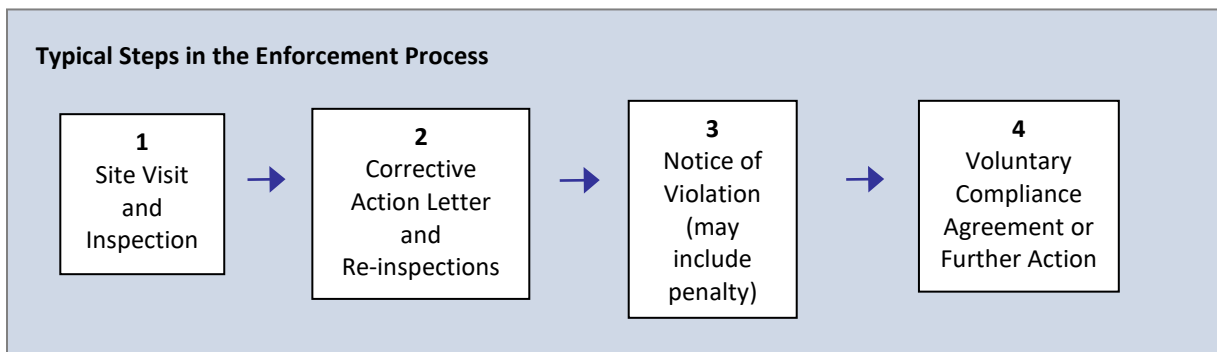 Typical Steps in the Enforcement Process
1
Site Visit
and
Inspection
2
Corrective
Action Letter
and
Re-inspections
3
Notice of
Violation
(may
include
penalty)
4
Voluntary
Compliance
Agreement or
Further Action